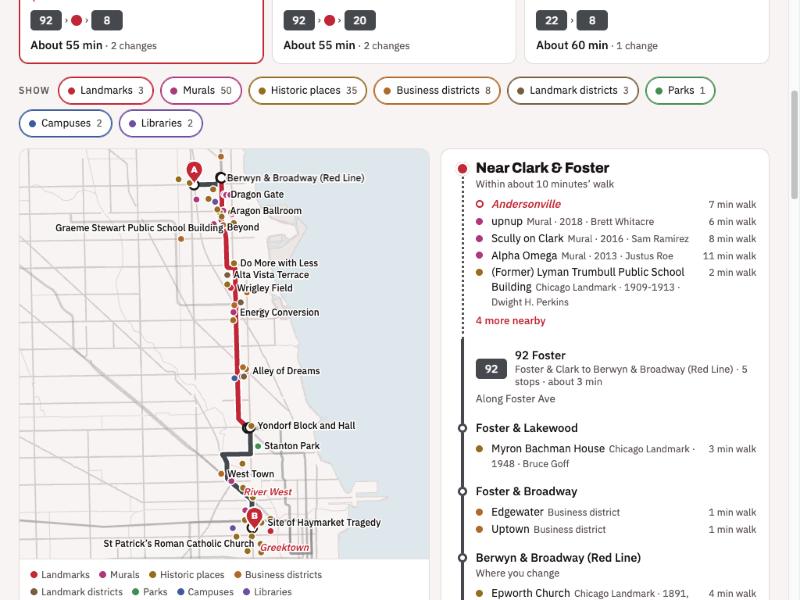 92 › › 8
About 55 min · 2 changes
92 › › 20
About 55 min · 2 changes
22 › 8
About 60 min · 1 change
SHOW
Landmarks 3
Murals 50
Historic places 35
Business districts 8
Landmark districts 3
Parks 1
Campuses 2
Libraries 2
A
Berwyn & Broadway (Red Line)
Dragon Gate
Aragon Ballroom
Graeme Stewart Public School Building
Beyond
Do More with Less
Alta Vista Terrace
Wrigley Field
Energy Conversion
Alley of Dreams
Yondorf Block and Hall
Stanton Park
West Town
River West
B
Site of Haymarket Tragedy
St Patrick's Roman Catholic Church
Greektown
Landmarks
Murals
Historic places
Business districts
Landmark districts
Parks
Campuses
Libraries
Near Clark & Foster
Within about 10 minutes' walk
Andersonville 7 min walk
upnup Mural · 2018 · Brett Whitacre 6 min walk
Scully on Clark Mural · 2016 · Sam Ramirez 8 min walk
Alpha Omega Mural · 2013 · Justus Roe 11 min walk
(Former) Lyman Trumbull Public School 2 min walk
Building Chicago Landmark · 1909-1913 ·
Dwight H. Perkins
4 more nearby
92
92 Foster
Foster & Clark to Berwyn & Broadway (Red Line) · 5
stops · about 3 min
Along Foster Ave
Foster & Lakewood
Myron Bachman House Chicago Landmark · 3 min walk
1948 · Bruce Goff
Foster & Broadway
Edgewater Business district 1 min walk
Uptown Business district 1 min walk
Berwyn & Broadway (Red Line)
Where you change
Epworth Church Chicago Landmark · 1891, 4 min walk